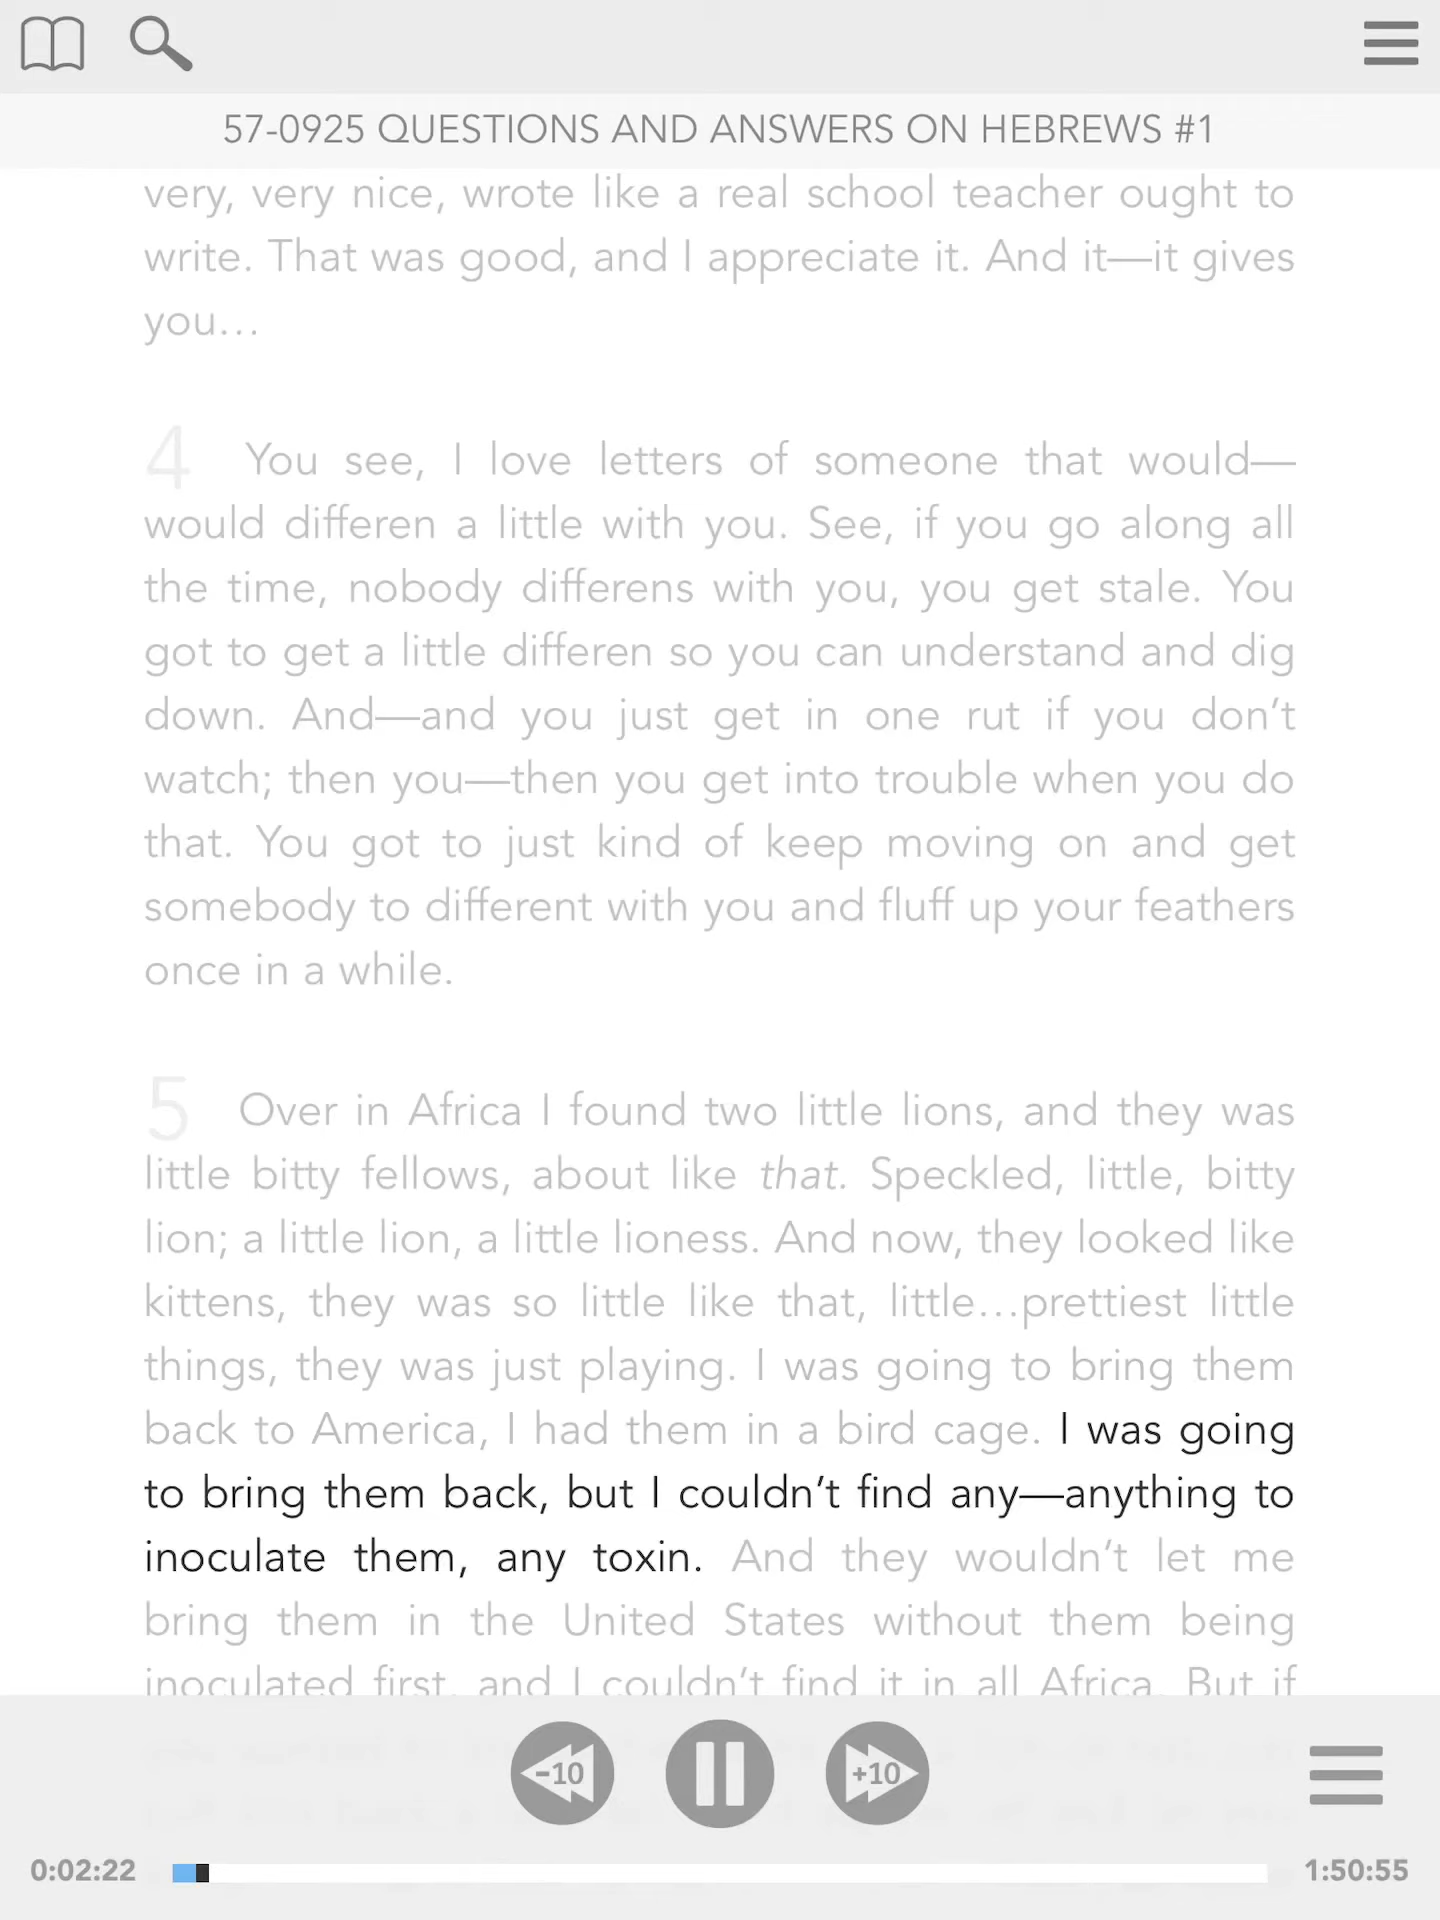 57-0925 QUESTIONS AND ANSWERS ON HEBREWS #1
very, very nice, wrote like a real school teacher ought to
write. That was good, and I appreciate it. And it—it gives
you…
4 You see, I love letters of someone that would—
would differen a little with you. See, if you go along all
the time, nobody differens with you, you get stale. You
got to get a little differen so you can understand and dig
down. And—and you just get in one rut if you don’t
watch; then you—then you get into trouble when you do
that. You got to just kind of keep moving on and get
somebody to different with you and fluff up your feathers
once in a while.
5 Over in Africa I found two little lions, and they was
little bitty fellows, about like that. Speckled, little, bitty
lion; a little lion, a little lioness. And now, they looked like
kittens, they was so little like that, little…prettiest little
things, they was just playing. I was going to bring them
back to America, I had them in a bird cage. I was going
to bring them back, but I couldn’t find any—anything to
inoculate them, any toxin. And they wouldn’t let me
bring them in the United States without them being
inoculated first, and I couldn’t find it in all Africa. But if
-10 +10
0:02:22 1:50:55